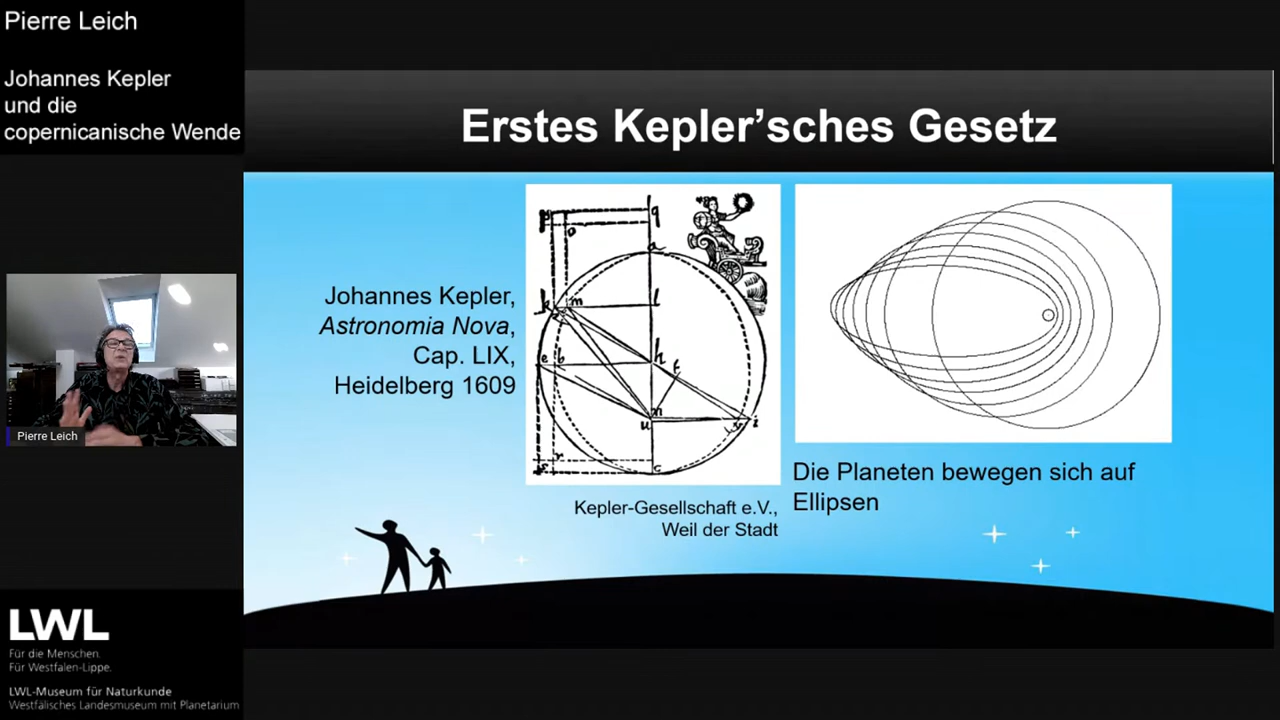 Pierre Leich
Johannes Kepler
und die
copernicanische Wende
Erstes Kepler’sches Gesetz
Johannes Kepler,
Astronomia Nova,
Cap. LIX,
Heidelberg 1609
Kepler-Gesellschaft e.V.,
Weil der Stadt
Die Planeten bewegen sich auf
Ellipsen
Pierre Leich
LWL
Für die Menschen.
Für Westfalen-Lippe.
LWL-Museum für Naturkunde
Westfälisches Landesmuseum mit Planetarium